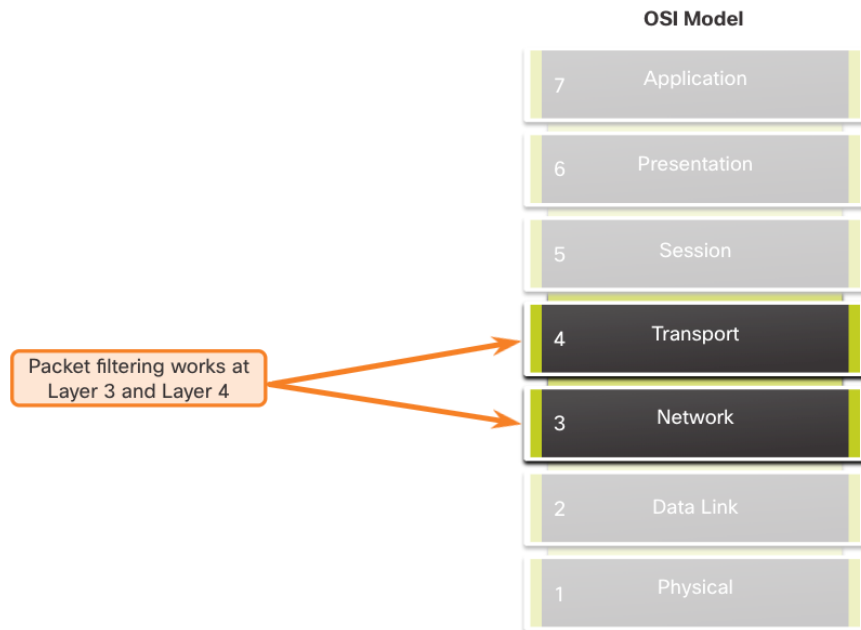 OSI Model
7 Application
6 Presentation
5 Session
4 Transport
Packet filtering works at
Layer 3 and Layer 4
3 Network
2 Data Link
1 Physical